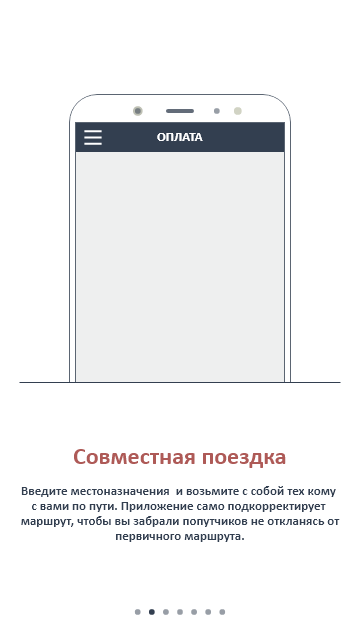 ОПЛАТА
Совместная поездка
Введите местоназначения и возьмите с собой тех кому
с вами по пути. Приложение само подкорректирует
маршрут, чтобы вы забрали попутчиков не откланясь от
первичного маршрута.